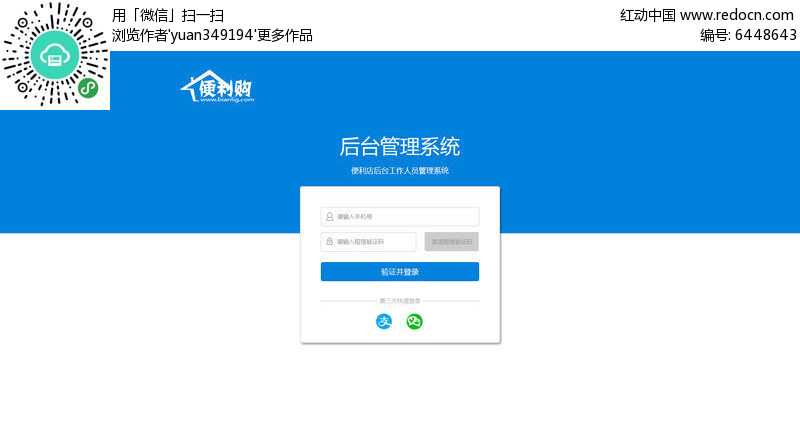 用「微信」扫一扫
浏览作者'yuan349194'更多作品
红动中国 www.redocn.com
编号: 6448643
便利购
www.bianlig.com
后台管理系统
便利店后台工作人员管理系统
请输入手机号
请输入短信验证码
发送短信验证码
验证并登录
第三方快速登录
支